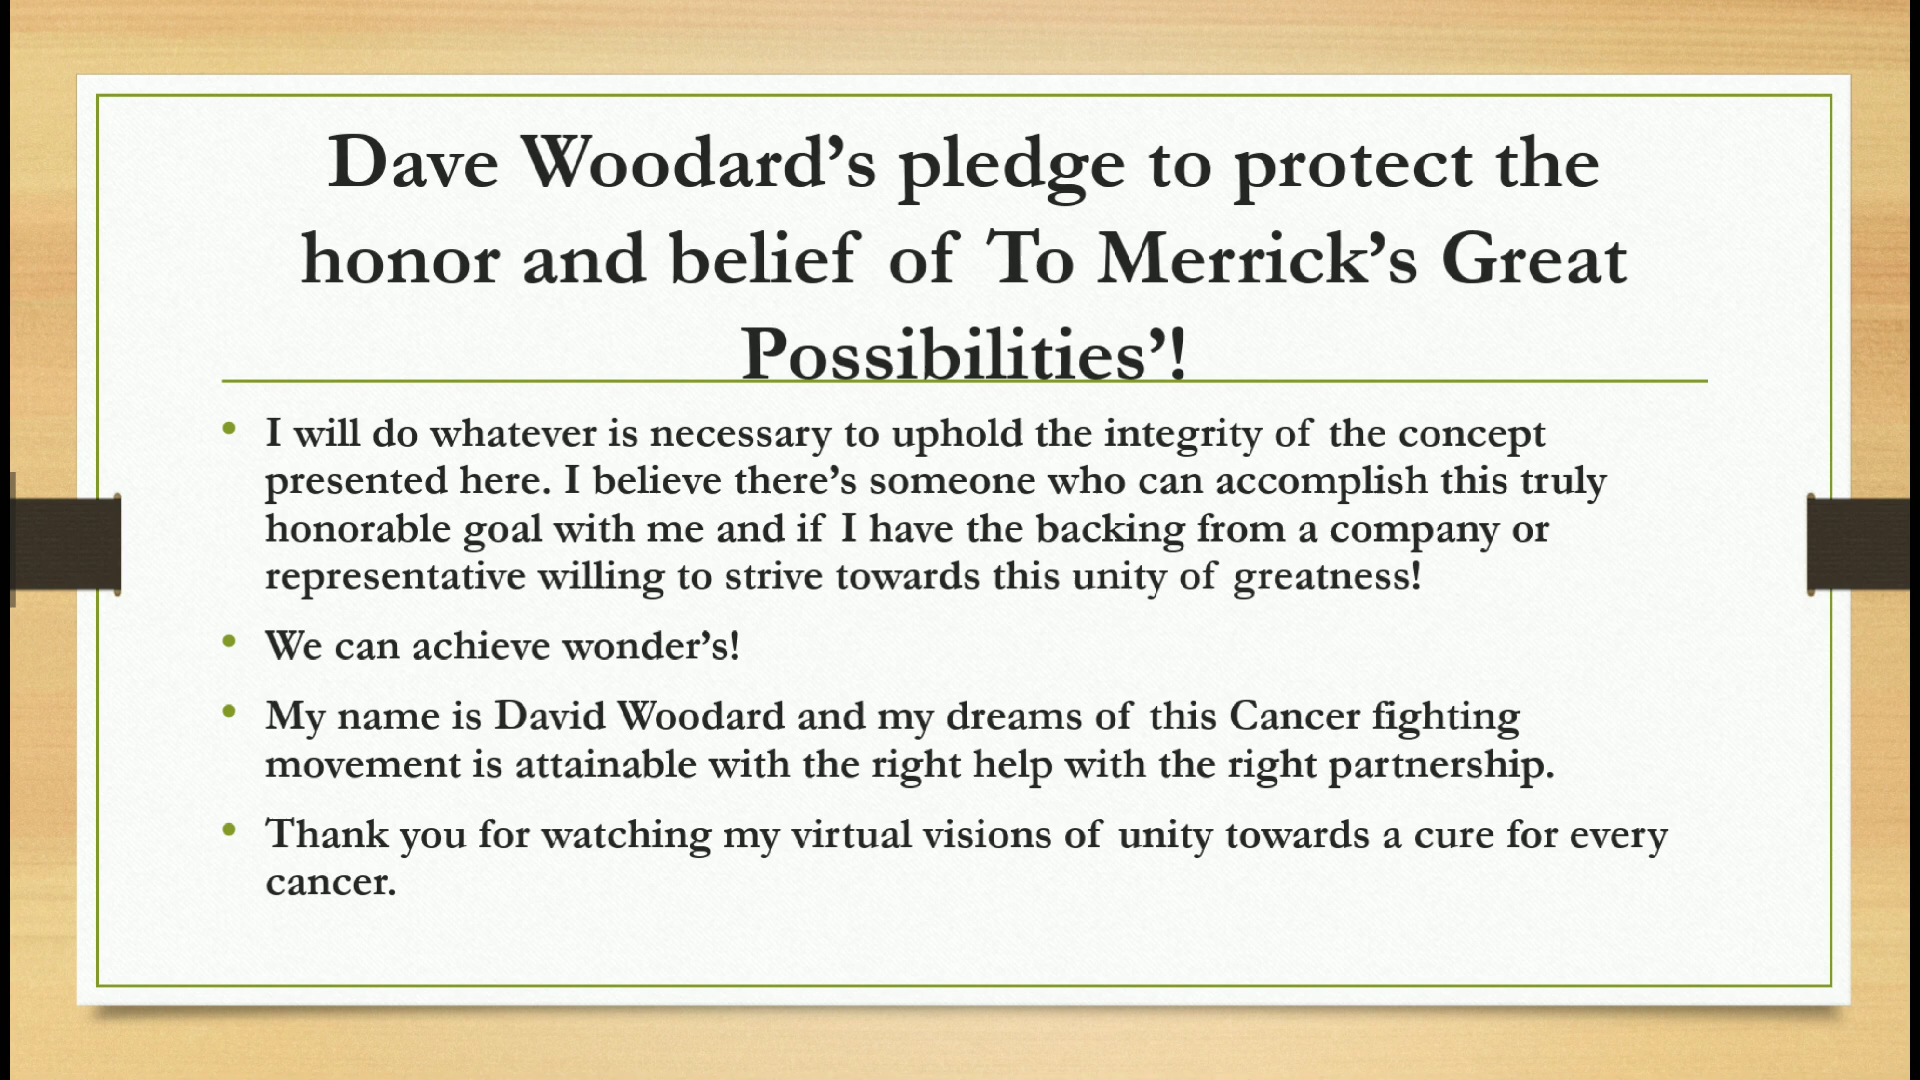 Dave Woodard’s pledge to protect the
honor and belief of ‘To Merrick’s Great
Possibilities’!
• I will do whatever is necessary to uphold the integrity of the concept
presented here. I believe there’s someone who can accomplish this truly
honorable goal with me and if I have the backing from a company or
representative willing to strive towards this unity of greatness!
• We can achieve wonder’s!
• My name is David Woodard and my dreams of this Cancer fighting
movement is attainable with the right help with the right partnership.
• Thank you for watching my virtual visions of unity towards a cure for every
cancer.